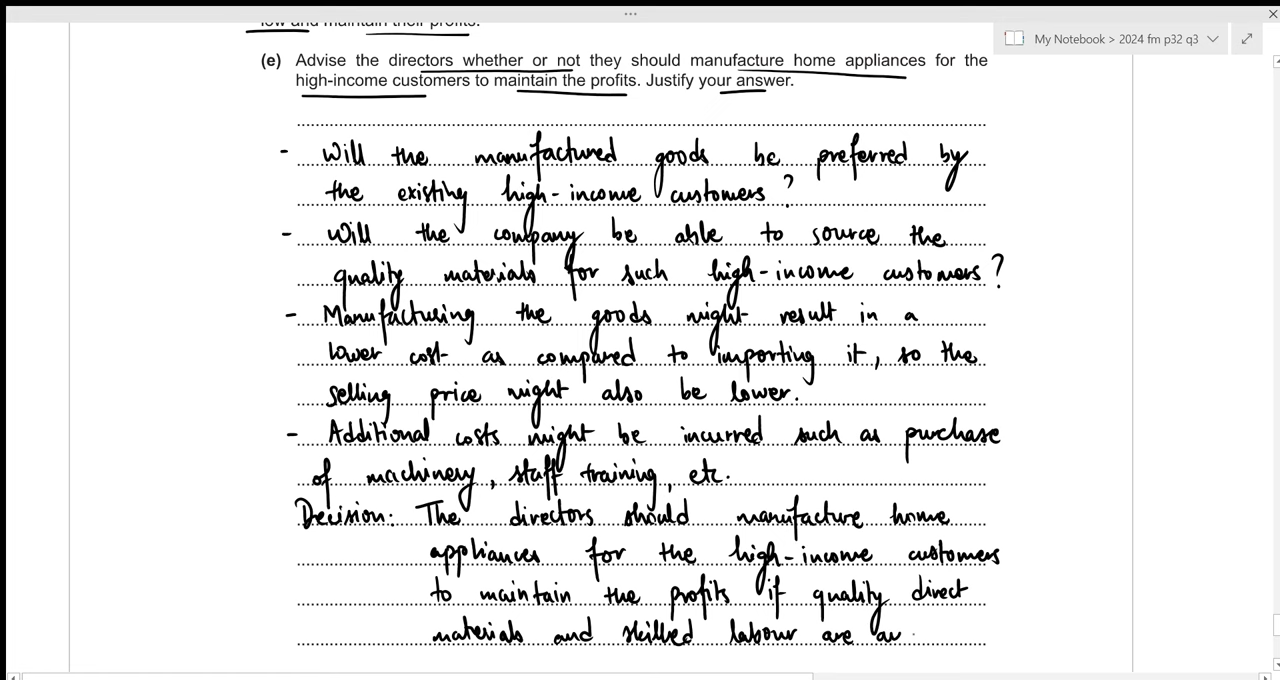 low and maintain their profits.
...
My Notebook > 2024 fm p32 q3
(e) Advise the directors whether or not they should manufacture home appliances for the
high-income customers to maintain the profits. Justify your answer.
- Will the manufactured goods be preferred by
the existing high-income customers?
- Will the company be able to source the
quality materials for such high-income customers?
- Manufacturing the goods might result in a
lower cost as compared to importing it, so the
selling price might also be lower.
- Additional costs might be incurred such as purchase
of machinery, staff training, etc.
Decision: The directors should manufacture home
appliances for the high-income customers
to maintain the profits if quality direct
materials and skilled labour are av